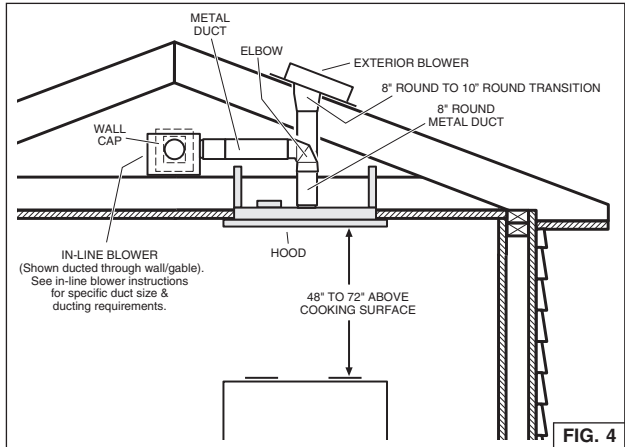 METAL
DUCT
ELBOW
EXTERIOR BLOWER
8" ROUND TO 10" ROUND TRANSITION
8" ROUND
METAL DUCT
WALL
CAP
IN-LINE BLOWER
(Shown ducted through wall/gable).
See in-line blower instructions
for specific duct size &
ducting requirements.
HOOD
48" TO 72" ABOVE
COOKING SURFACE
FIG. 4